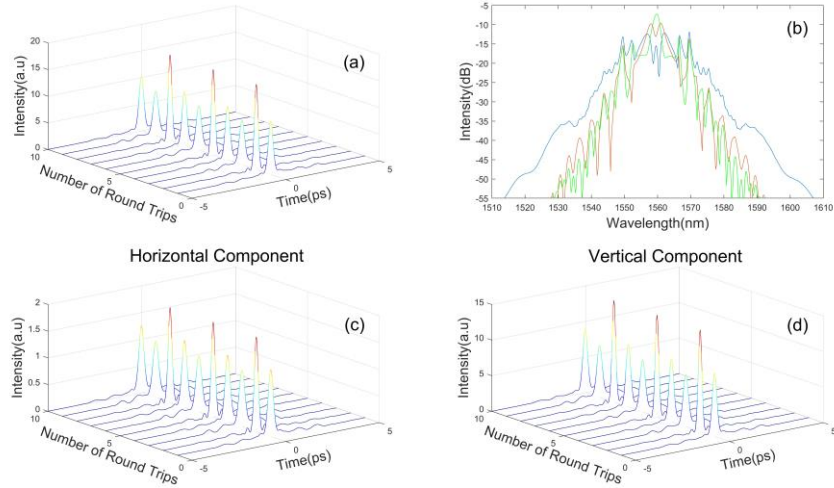 20
15
10
5
0
Intensity(a.u)
10
5
0
Number of Round Trips
-5
0
5
Time(ps)
(a)
-5
-10
-15
-20
-25
-30
-35
-40
-45
-50
-55
Intensity(dB)
1510 1520 1530 1540 1550 1560 1570 1580 1590 1600 1610
Wavelength(nm)
(b)
Horizontal Component
2
1.5
1
0.5
0
Intensity(a.u)
10
5
0
Number of Round Trips
-5
0
5
Time(ps)
(c)
Vertical Component
15
10
5
0
Intensity(a.u)
10
5
0
Number of Round Trips
-5
0
5
Time(ps)
(d)